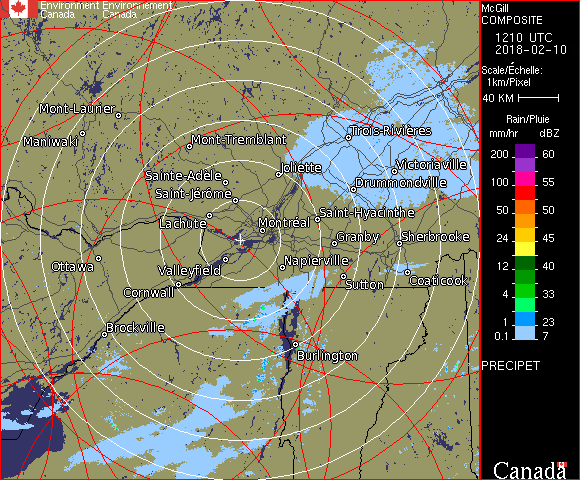 Environment Environnement
Canada Canada
McGill
COMPOSITE
1210 UTC
2018-02-10
Scale/Échelle:
1km/Pixel
40 KM
Rain/Pluie
mm/hr dBZ
200 60
100 55
50 50
24 45
12 40
4 33
1 23
0.1 7
PRECIPET
Canada
Mont-Laurier
Maniwaki
Mont-Tremblant
Trois-Rivières
Joliette
Victoriaville
Sainte-Adèle
Drummondville
Saint-Jérôme
Saint-Hyacinthe
Lachute
Montréal
Granby
Sherbrooke
Ottawa
Valleyfield
Napierville
Sutton
Coaticook
Cornwall
Brockville
Burlington